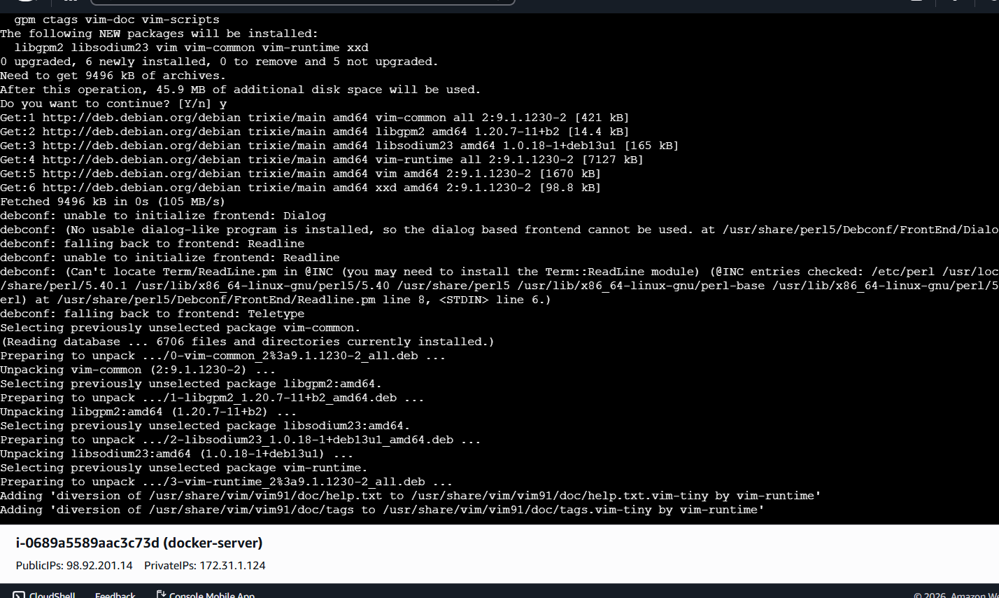 gpm ctags vim-doc vim-scripts
The following NEW packages will be installed:
libgpm2 libsodium23 vim vim-common vim-runtime xxd
0 upgraded, 6 newly installed, 0 to remove and 5 not upgraded.
Need to get 9496 kB of archives.
After this operation, 45.9 MB of additional disk space will be used.
Do you want to continue? [Y/n] y
Get:1 http://deb.debian.org/debian trixie/main amd64 vim-common all 2:9.1.1230-2 [421 kB]
Get:2 http://deb.debian.org/debian trixie/main amd64 libgpm2 amd64 1.20.7-11+b2 [14.4 kB]
Get:3 http://deb.debian.org/debian trixie/main amd64 libsodium23 amd64 1.0.18-1+deb13u1 [165 kB]
Get:4 http://deb.debian.org/debian trixie/main amd64 vim-runtime all 2:9.1.1230-2 [7127 kB]
Get:5 http://deb.debian.org/debian trixie/main amd64 vim amd64 2:9.1.1230-2 [1670 kB]
Get:6 http://deb.debian.org/debian trixie/main amd64 xxd amd64 2:9.1.1230-2 [98.8 kB]
Fetched 9496 kB in 0s (105 MB/s)
debconf: unable to initialize frontend: Dialog
debconf: (No usable dialog-like program is installed, so the dialog based frontend cannot be used. at /usr/share/perl5/Debconf/FrontEnd/Dialo
debconf: falling back to frontend: Readline
debconf: unable to initialize frontend: Readline
debconf: (Can't locate Term/ReadLine.pm in @INC (you may need to install the Term::ReadLine module) (@INC entries checked: /etc/perl /usr/loc
/share/perl/5.40.1 /usr/lib/x86_64-linux-gnu/perl5/5.40 /usr/share/perl5 /usr/lib/x86_64-linux-gnu/perl-base /usr/lib/x86_64-linux-gnu/perl/5
erl) at /usr/share/perl5/Debconf/FrontEnd/Readline.pm line 8, <STDIN> line 6.)
debconf: falling back to frontend: Teletype
Selecting previously unselected package vim-common.
(Reading database ... 6706 files and directories currently installed.)
Preparing to unpack .../0-vim-common_2%3a9.1.1230-2_all.deb ...
Unpacking vim-common (2:9.1.1230-2) ...
Selecting previously unselected package libgpm2:amd64.
Preparing to unpack .../1-libgpm2_1.20.7-11+b2_amd64.deb ...
Unpacking libgpm2:amd64 (1.20.7-11+b2) ...
Selecting previously unselected package libsodium23:amd64.
Preparing to unpack .../2-libsodium23_1.0.18-1+deb13u1_amd64.deb ...
Unpacking libsodium23:amd64 (1.0.18-1+deb13u1) ...
Selecting previously unselected package vim-runtime.
Preparing to unpack .../3-vim-runtime_2%3a9.1.1230-2_all.deb ...
Adding 'diversion of /usr/share/vim/vim91/doc/help.txt to /usr/share/vim/vim91/doc/help.txt.vim-tiny by vim-runtime'
Adding 'diversion of /usr/share/vim/vim91/doc/tags to /usr/share/vim/vim91/doc/tags.vim-tiny by vim-runtime'
i-0689a5589aac3c73d (docker-server)
PublicIPs: 98.92.201.14 PrivateIPs: 172.31.1.124
CloudShell Feedback Console Mobile App © 2026, Amazon We